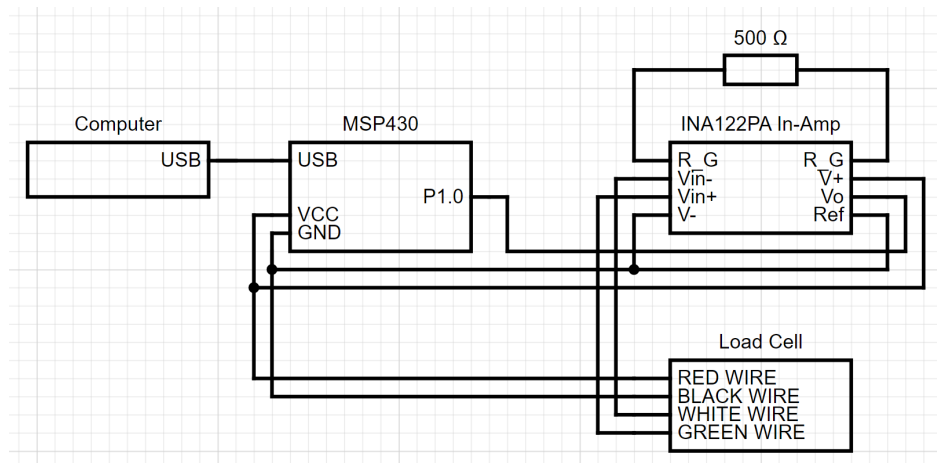 500 Ω
Computer
MSP430
INA122PA In-Amp
USB
USB
P1.0
VCC
GND
R_G
Vin-
Vin+
V-
R_G
V+
Vo
Ref
Load Cell
RED WIRE
BLACK WIRE
WHITE WIRE
GREEN WIRE